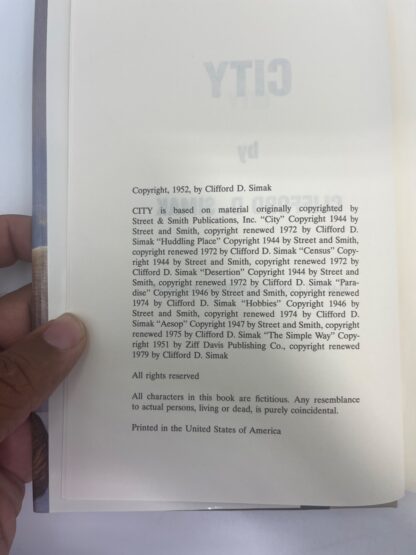 CITY
by
CLIFFORD D. SIMAK
Copyright, 1952, by Clifford D. Simak
CITY is based on material originally copyrighted by
Street & Smith Publications, Inc. "City" Copyright 1944 by
Street and Smith, copyright renewed 1972 by Clifford D.
Simak "Huddling Place" Copyright 1944 by Street and Smith,
copyright renewed 1972 by Clifford D. Simak "Census" Copy-
right 1944 by Street and Smith, copyright renewed 1972 by
Clifford D. Simak "Desertion" Copyright 1944 by Street and
Smith, copyright renewed 1972 by Clifford D. Simak "Para-
dise" Copyright 1946 by Street and Smith, copyright renewed
1974 by Clifford D. Simak "Hobbies" Copyright 1946 by
Street and Smith, copyright renewed 1974 by Clifford D.
Simak "Aesop" Copyright 1947 by Street and Smith, copyright
renewed 1975 by Clifford D. Simak "The Simple Way" Copy-
right 1951 by Ziff Davis Publishing Co., copyright renewed
1979 by Clifford D. Simak
All rights reserved
All characters in this book are fictitious. Any resemblance
to actual persons, living or dead, is purely coincidental.
Printed in the United States of America